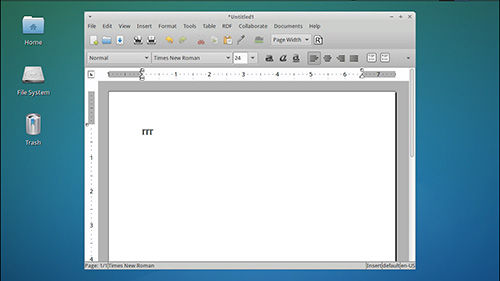 *Untitled1
File Edit View Insert Format Tools Table RDF Collaborate Documents Help
Page Width
Normal Times New Roman 24
1 1 2 3 4 5 6 7
Home
File System
Trash
rrr
1
2
3
4
Page: 1/1 Times New Roman Insert default en-US